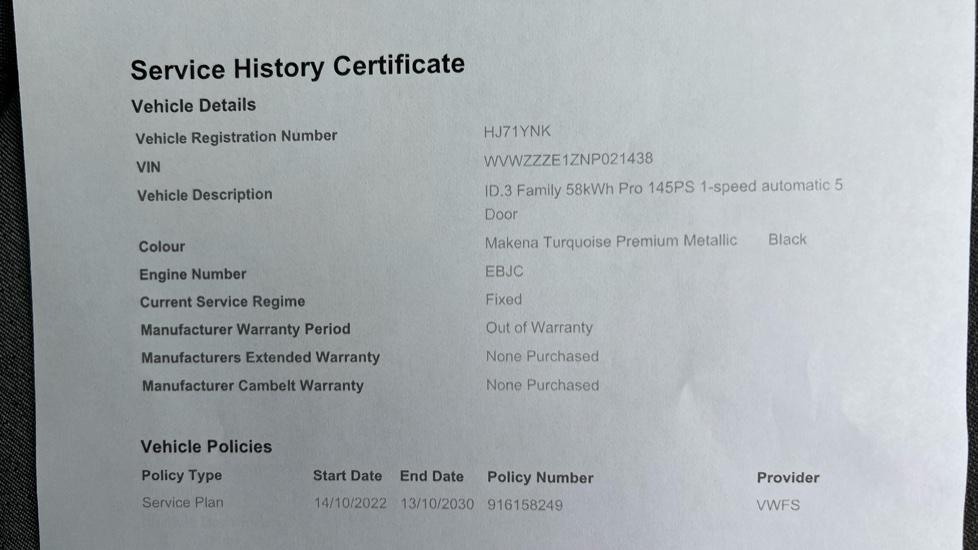 Service History Certificate
Vehicle Details
Vehicle Registration Number HJ71YNK
VIN WVWZZZE1ZNP021438
Vehicle Description ID.3 Family 58kWh Pro 145PS 1-speed automatic 5
Door
Colour Makena Turquoise Premium Metallic Black
Engine Number EBJC
Current Service Regime Fixed
Manufacturer Warranty Period Out of Warranty
Manufacturers Extended Warranty None Purchased
Manufacturer Cambelt Warranty None Purchased
Vehicle Policies
Policy Type Start Date End Date Policy Number Provider
Service Plan 14/10/2022 13/10/2030 916158249 VWFS